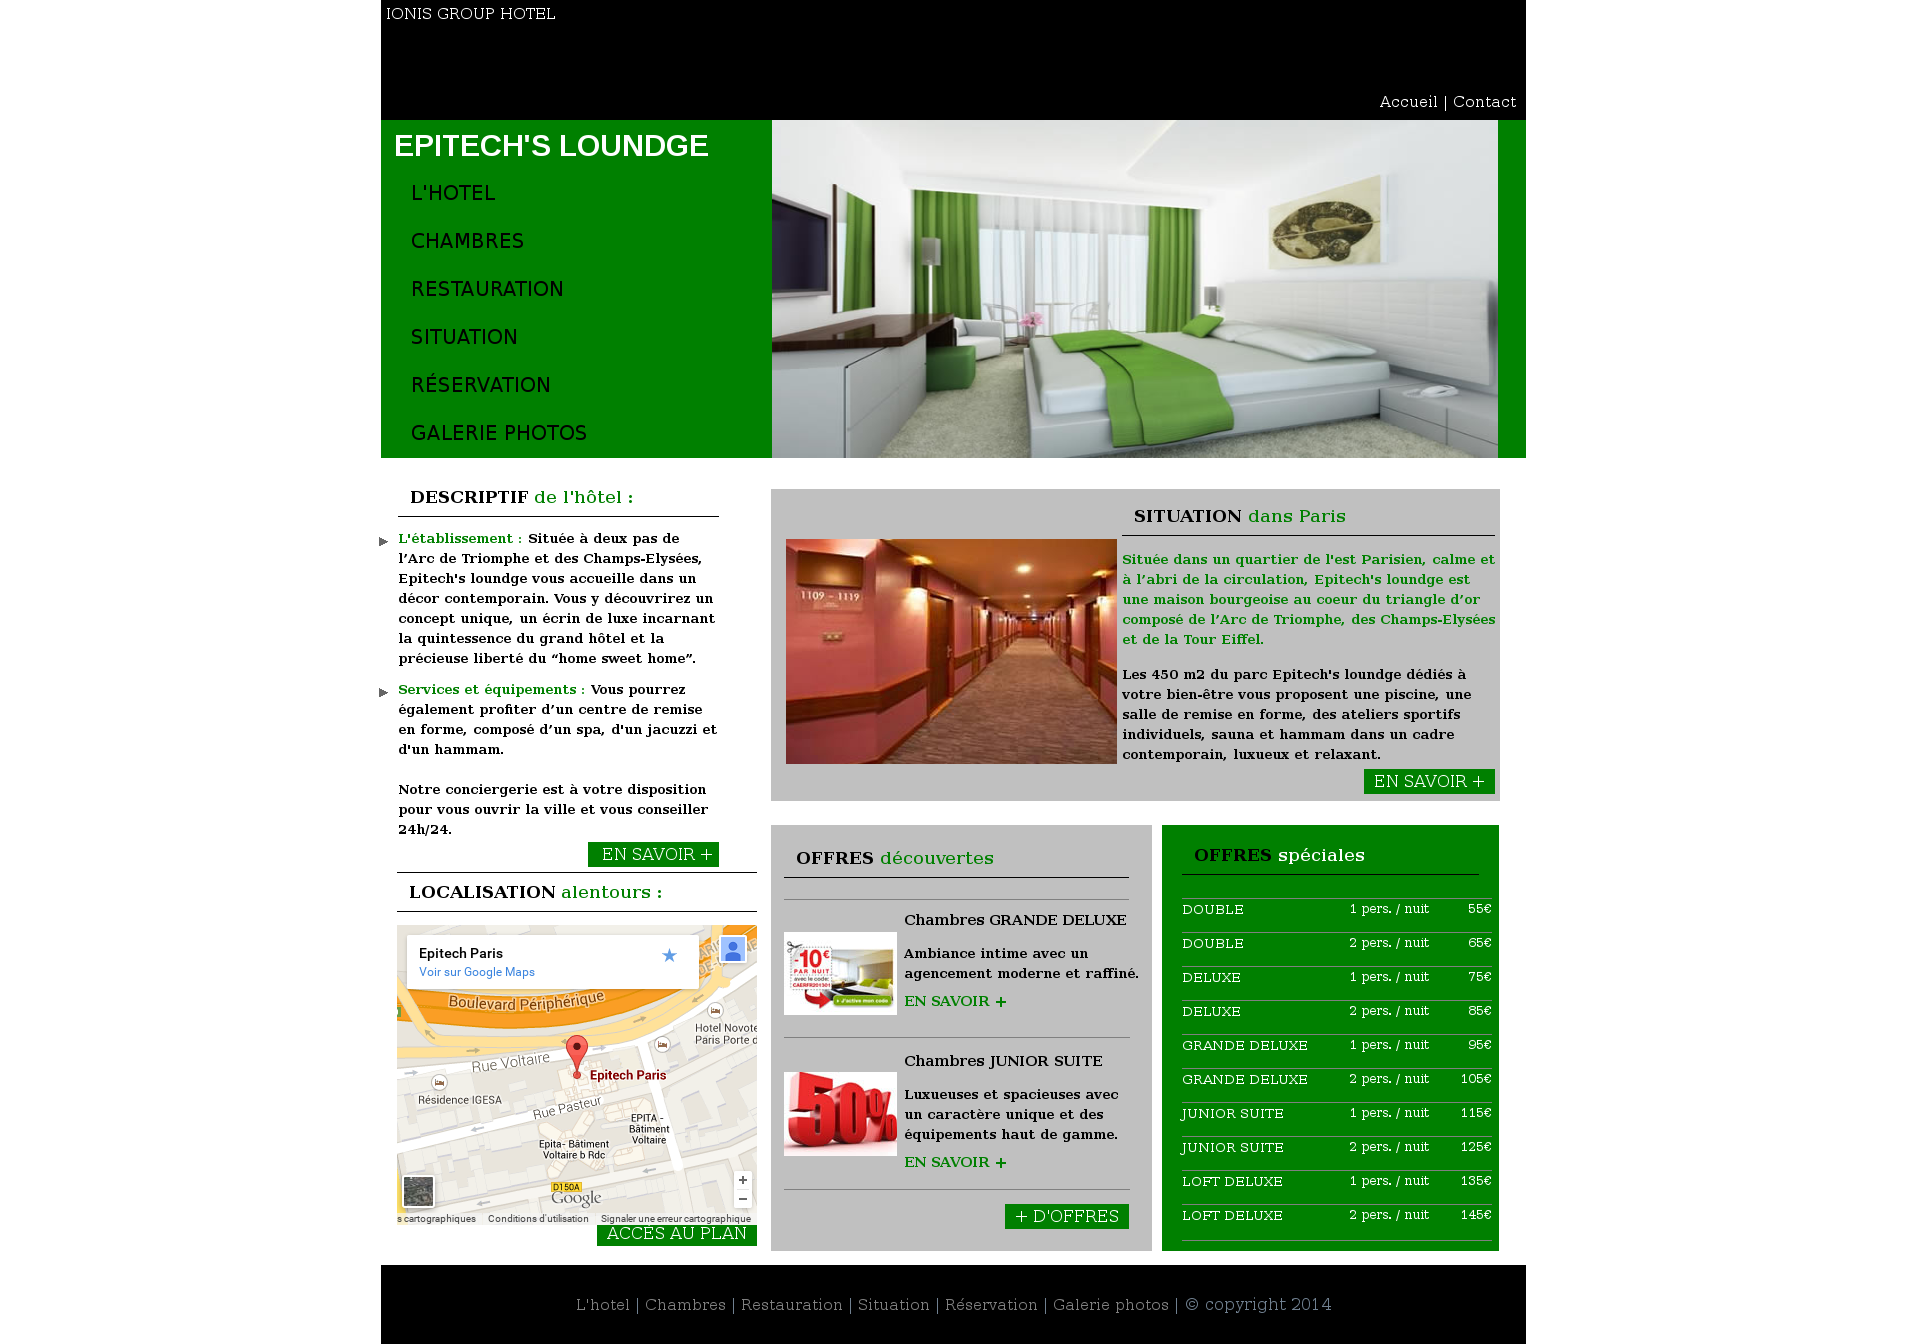 IONIS GROUP HOTEL
Accueil | Contact
EPITECH'S LOUNDGE
L'HOTEL
CHAMBRES
RESTAURATION
SITUATION
RÉSERVATION
GALERIE PHOTOS
DESCRIPTIF de l'hôtel :
L'établissement : Située à deux pas de
l’Arc de Triomphe et des Champs-Elysées,
Epitech's loundge vous accueille dans un
décor contemporain. Vous y découvrirez un
concept unique, un écrin de luxe incarnant
la quintessence du grand hôtel et la
précieuse liberté du “home sweet home”.
Services et équipements : Vous pourrez
également profiter d’un centre de remise
en forme, composé d’un spa, d'un jacuzzi et
d'un hammam.
Notre conciergerie est à votre disposition
pour vous ouvrir la ville et vous conseiller
24h/24.
EN SAVOIR +
LOCALISATION alentours :
Epitech Paris
Voir sur Google Maps
Boulevard Périphérique
Hotel Novote
Paris Porte d
Rue Voltaire
Epitech Paris
Résidence IGESA
Rue Pasteur
EPITA -
Bâtiment
Voltaire
Epita- Bâtiment
Voltaire b Rdc
D150A
Google
s cartographiques Conditions d'utilisation Signaler une erreur cartographique
ACCÈS AU PLAN
SITUATION dans Paris
1109 - 1119
Située dans un quartier de l'est Parisien, calme et
à l’abri de la circulation, Epitech's loundge est
une maison bourgeoise au coeur du triangle d’or
composé de l’Arc de Triomphe, des Champs-Elysées
et de la Tour Eiffel.
Les 450 m2 du parc Epitech's loundge dédiés à
votre bien-être vous proposent une piscine, une
salle de remise en forme, des ateliers sportifs
individuels, sauna et hammam dans un cadre
contemporain, luxueux et relaxant.
EN SAVOIR +
OFFRES découvertes
Chambres GRANDE DELUXE
-10€
PAR NUIT
avec le code:
CAERFR201301
J'active mon code
Ambiance intime avec un
agencement moderne et raffiné.
EN SAVOIR +
Chambres JUNIOR SUITE
50%
Luxueuses et spacieuses avec
un caractère unique et des
équipements haut de gamme.
EN SAVOIR +
+ D'OFFRES
OFFRES spéciales
DOUBLE 1 pers. / nuit 55€
DOUBLE 2 pers. / nuit 65€
DELUXE 1 pers. / nuit 75€
DELUXE 2 pers. / nuit 85€
GRANDE DELUXE 1 pers. / nuit 95€
GRANDE DELUXE 2 pers. / nuit 105€
JUNIOR SUITE 1 pers. / nuit 115€
JUNIOR SUITE 2 pers. / nuit 125€
LOFT DELUXE 1 pers. / nuit 135€
LOFT DELUXE 2 pers. / nuit 145€
L'hotel | Chambres | Restauration | Situation | Réservation | Galerie photos | © copyright 2014